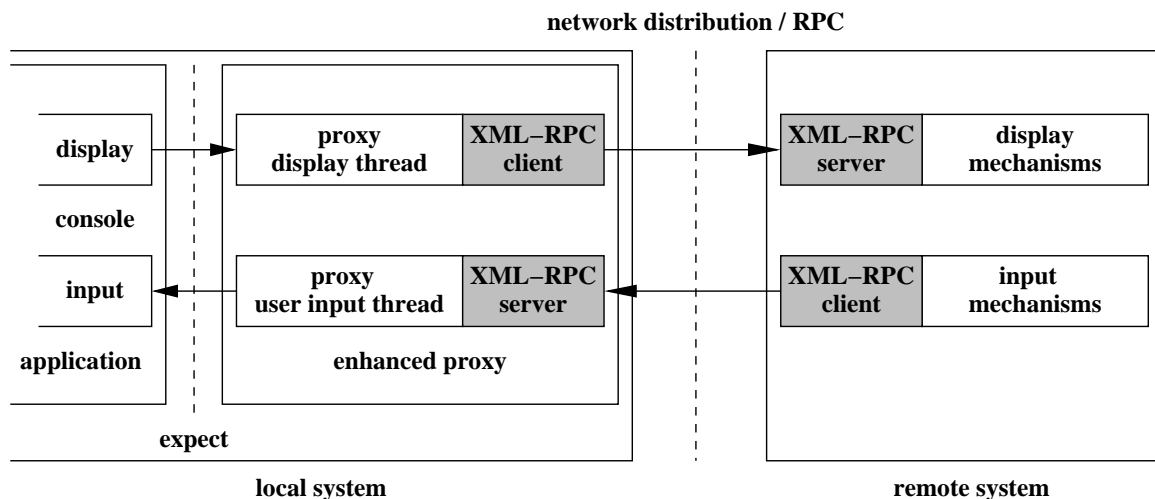 network distribution / RPC
display
proxy
display thread
XML−RPC
client
XML−RPC
server
display
mechanisms
console
input
proxy
user input thread
XML−RPC
server
XML−RPC
client
input
mechanisms
application
enhanced proxy
expect
local system
remote system